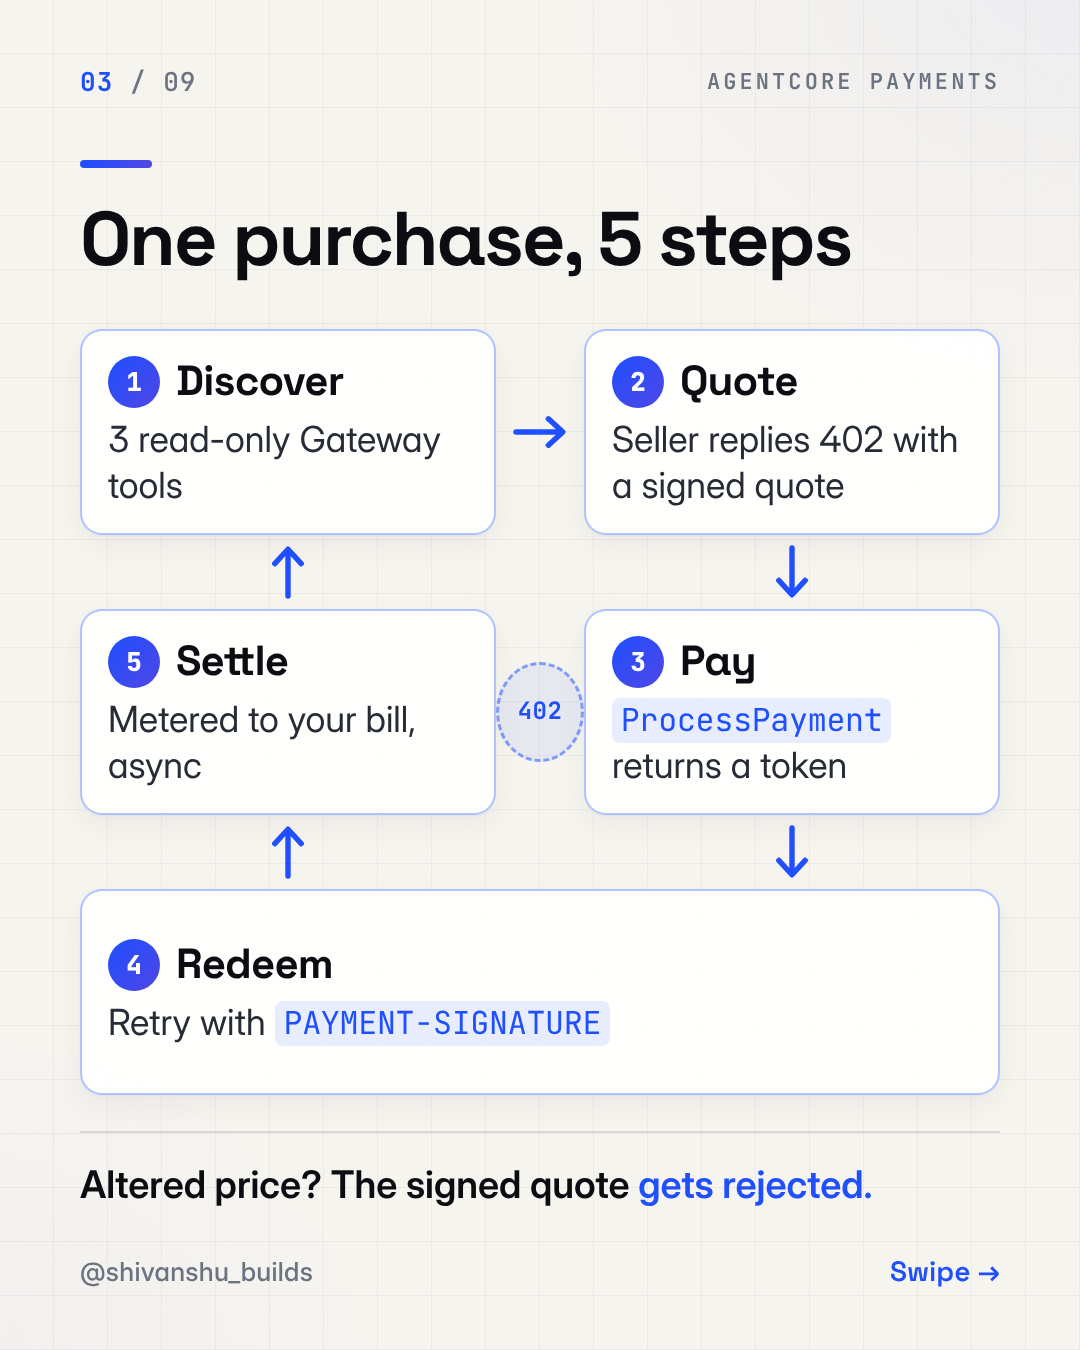 03 / 09
AGENTCORE PAYMENTS
One purchase, 5 steps
1 Discover
3 read-only Gateway
tools
→
2 Quote
Seller replies 402 with
a signed quote
↑
↓
5 Settle
Metered to your bill,
async
402
3 Pay
ProcessPayment
returns a token
↑
↓
4 Redeem
Retry with PAYMENT-SIGNATURE
Altered price? The signed quote gets rejected.
@shivanshu_builds
Swipe →